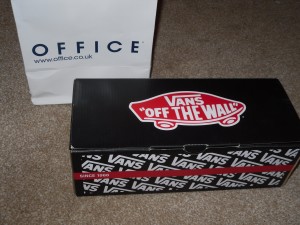 OFFICE
www.office.co.uk
VANS
"OFF THE WALL"
VANS VANS VANS VANS
SINCE 1966
VANS VANS VANS VANS